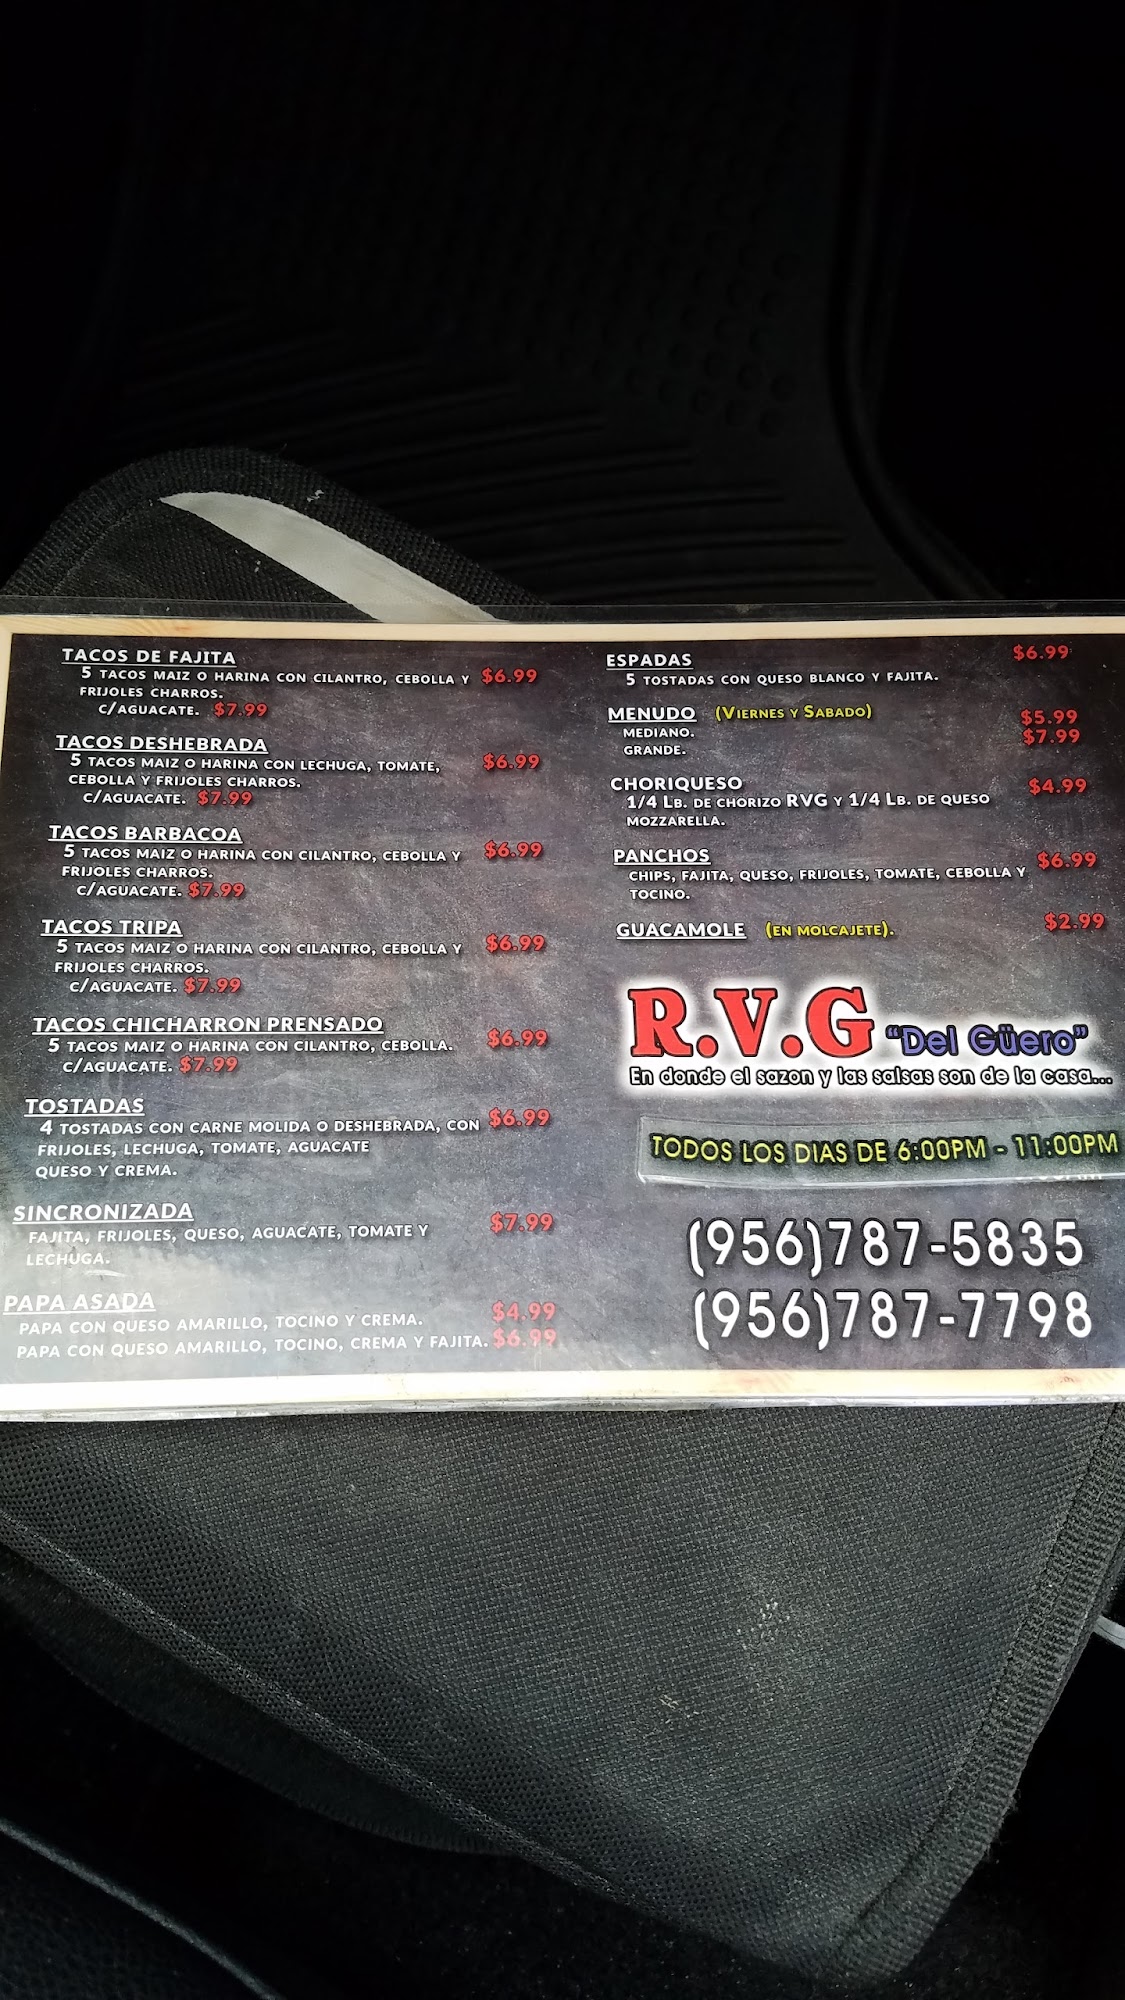 TACOS DE FAJITA
5 TACOS MAIZ O HARINA CON CILANTRO, CEBOLLA Y $6.99
FRIJOLES CHARROS.
C/AGUACATE. $7.99
TACOS DESHEBRADA
5 TACOS MAIZ O HARINA CON LECHUGA, TOMATE, $6.99
CEBOLLA Y FRIJOLES CHARROS.
C/AGUACATE. $7.99
TACOS BARBACOA
5 TACOS MAIZ O HARINA CON CILANTRO, CEBOLLA Y $6.99
FRIJOLES CHARROS.
C/AGUACATE. $7.99
TACOS TRIPA
5 TACOS MAIZ O HARINA CON CILANTRO, CEBOLLA Y $6.99
FRIJOLES CHARROS.
C/AGUACATE. $7.99
TACOS CHICHARRON PRENSADO
5 TACOS MAIZ O HARINA CON CILANTRO, CEBOLLA. $6.99
C/AGUACATE. $7.99
TOSTADAS
4 TOSTADAS CON CARNE MOLIDA O DESHEBRADA, CON $6.99
FRIJOLES, LECHUGA, TOMATE, AGUACATE
QUESO Y CREMA.
SINCRONIZADA
FAJITA, FRIJOLES, QUESO, AGUACATE, TOMATE Y $7.99
LECHUGA.
PAPA ASADA
PAPA CON QUESO AMARILLO, TOCINO Y CREMA. $4.99
PAPA CON QUESO AMARILLO, TOCINO, CREMA Y FAJITA. $6.99
ESPADAS $6.99
5 TOSTADAS CON QUESO BLANCO Y FAJITA.
MENUDO (VIERNES Y SABADO)
MEDIANO. $5.99
GRANDE. $7.99
CHORIQUESO $4.99
1/4 LB. DE CHORIZO RVG Y 1/4 LB. DE QUESO
MOZZARELLA.
PANCHOS $6.99
CHIPS, FAJITA, QUESO, FRIJOLES, TOMATE, CEBOLLA Y
TOCINO.
GUACAMOLE (EN MOLCAJETE). $2.99
R.V.G "Del Güero"
En donde el sazon y las salsas son de la casa...
TODOS LOS DIAS DE 6:00PM - 11:00PM
(956)787-5835
(956)787-7798